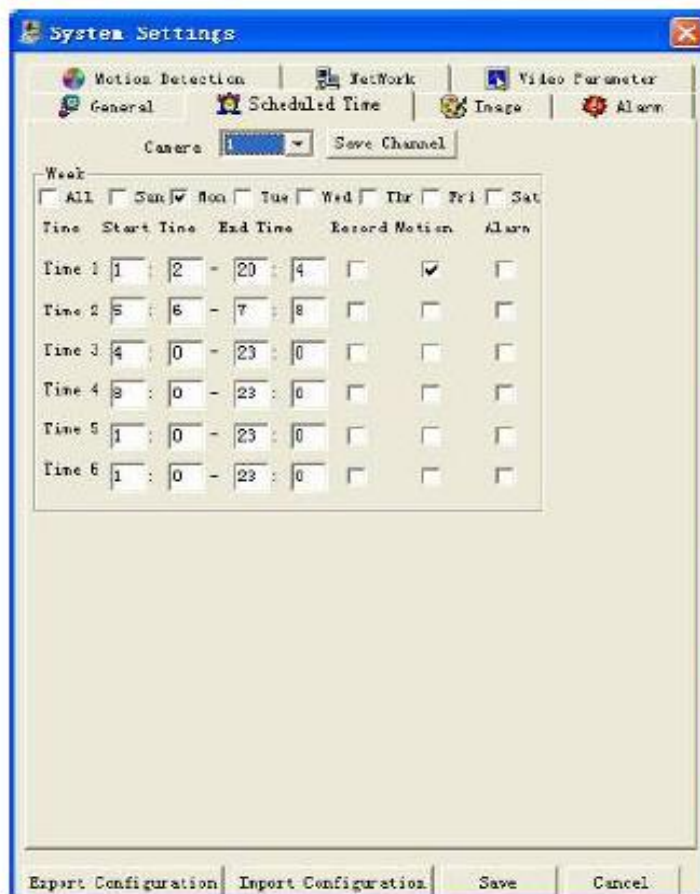 System Settings
Motion Detection NetWork Video Parameter
General Scheduled Time Image Alarm
Camera 1 Save Channel
Week
All Sun Mon Tue Wed Thr Fri Sat
Time Start Time End Time Record Motion Alarm
Time 1 1 : 2 - 20 : 4
Time 2 5 : 6 - 7 : 8
Time 3 4 : 0 - 23 : 0
Time 4 8 : 0 - 23 : 0
Time 5 1 : 0 - 23 : 0
Time 6 1 : 0 - 23 : 0
Export Configuration Import Configuration Save Cancel